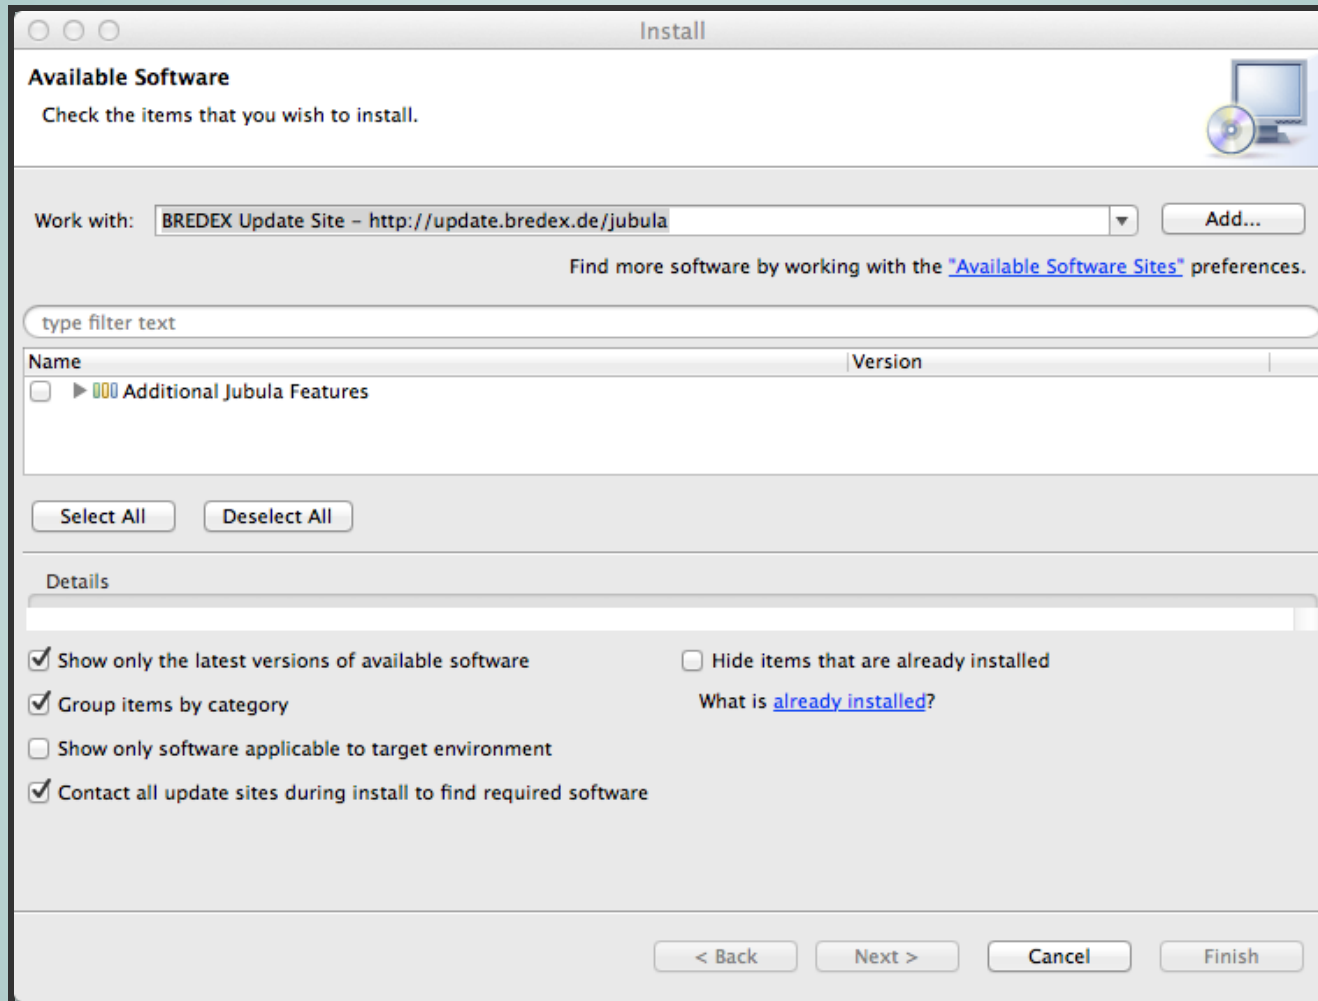 Install
Available Software
Check the items that you wish to install.
Work with: BREDEX Update Site – http://update.bredex.de/jubula Add...
Find more software by working with the "Available Software Sites" preferences.
type filter text
Name Version
Additional Jubula Features
Select All Deselect All
Details
Show only the latest versions of available software Hide items that are already installed
Group items by category What is already installed?
Show only software applicable to target environment
Contact all update sites during install to find required software
< Back Next > Cancel Finish